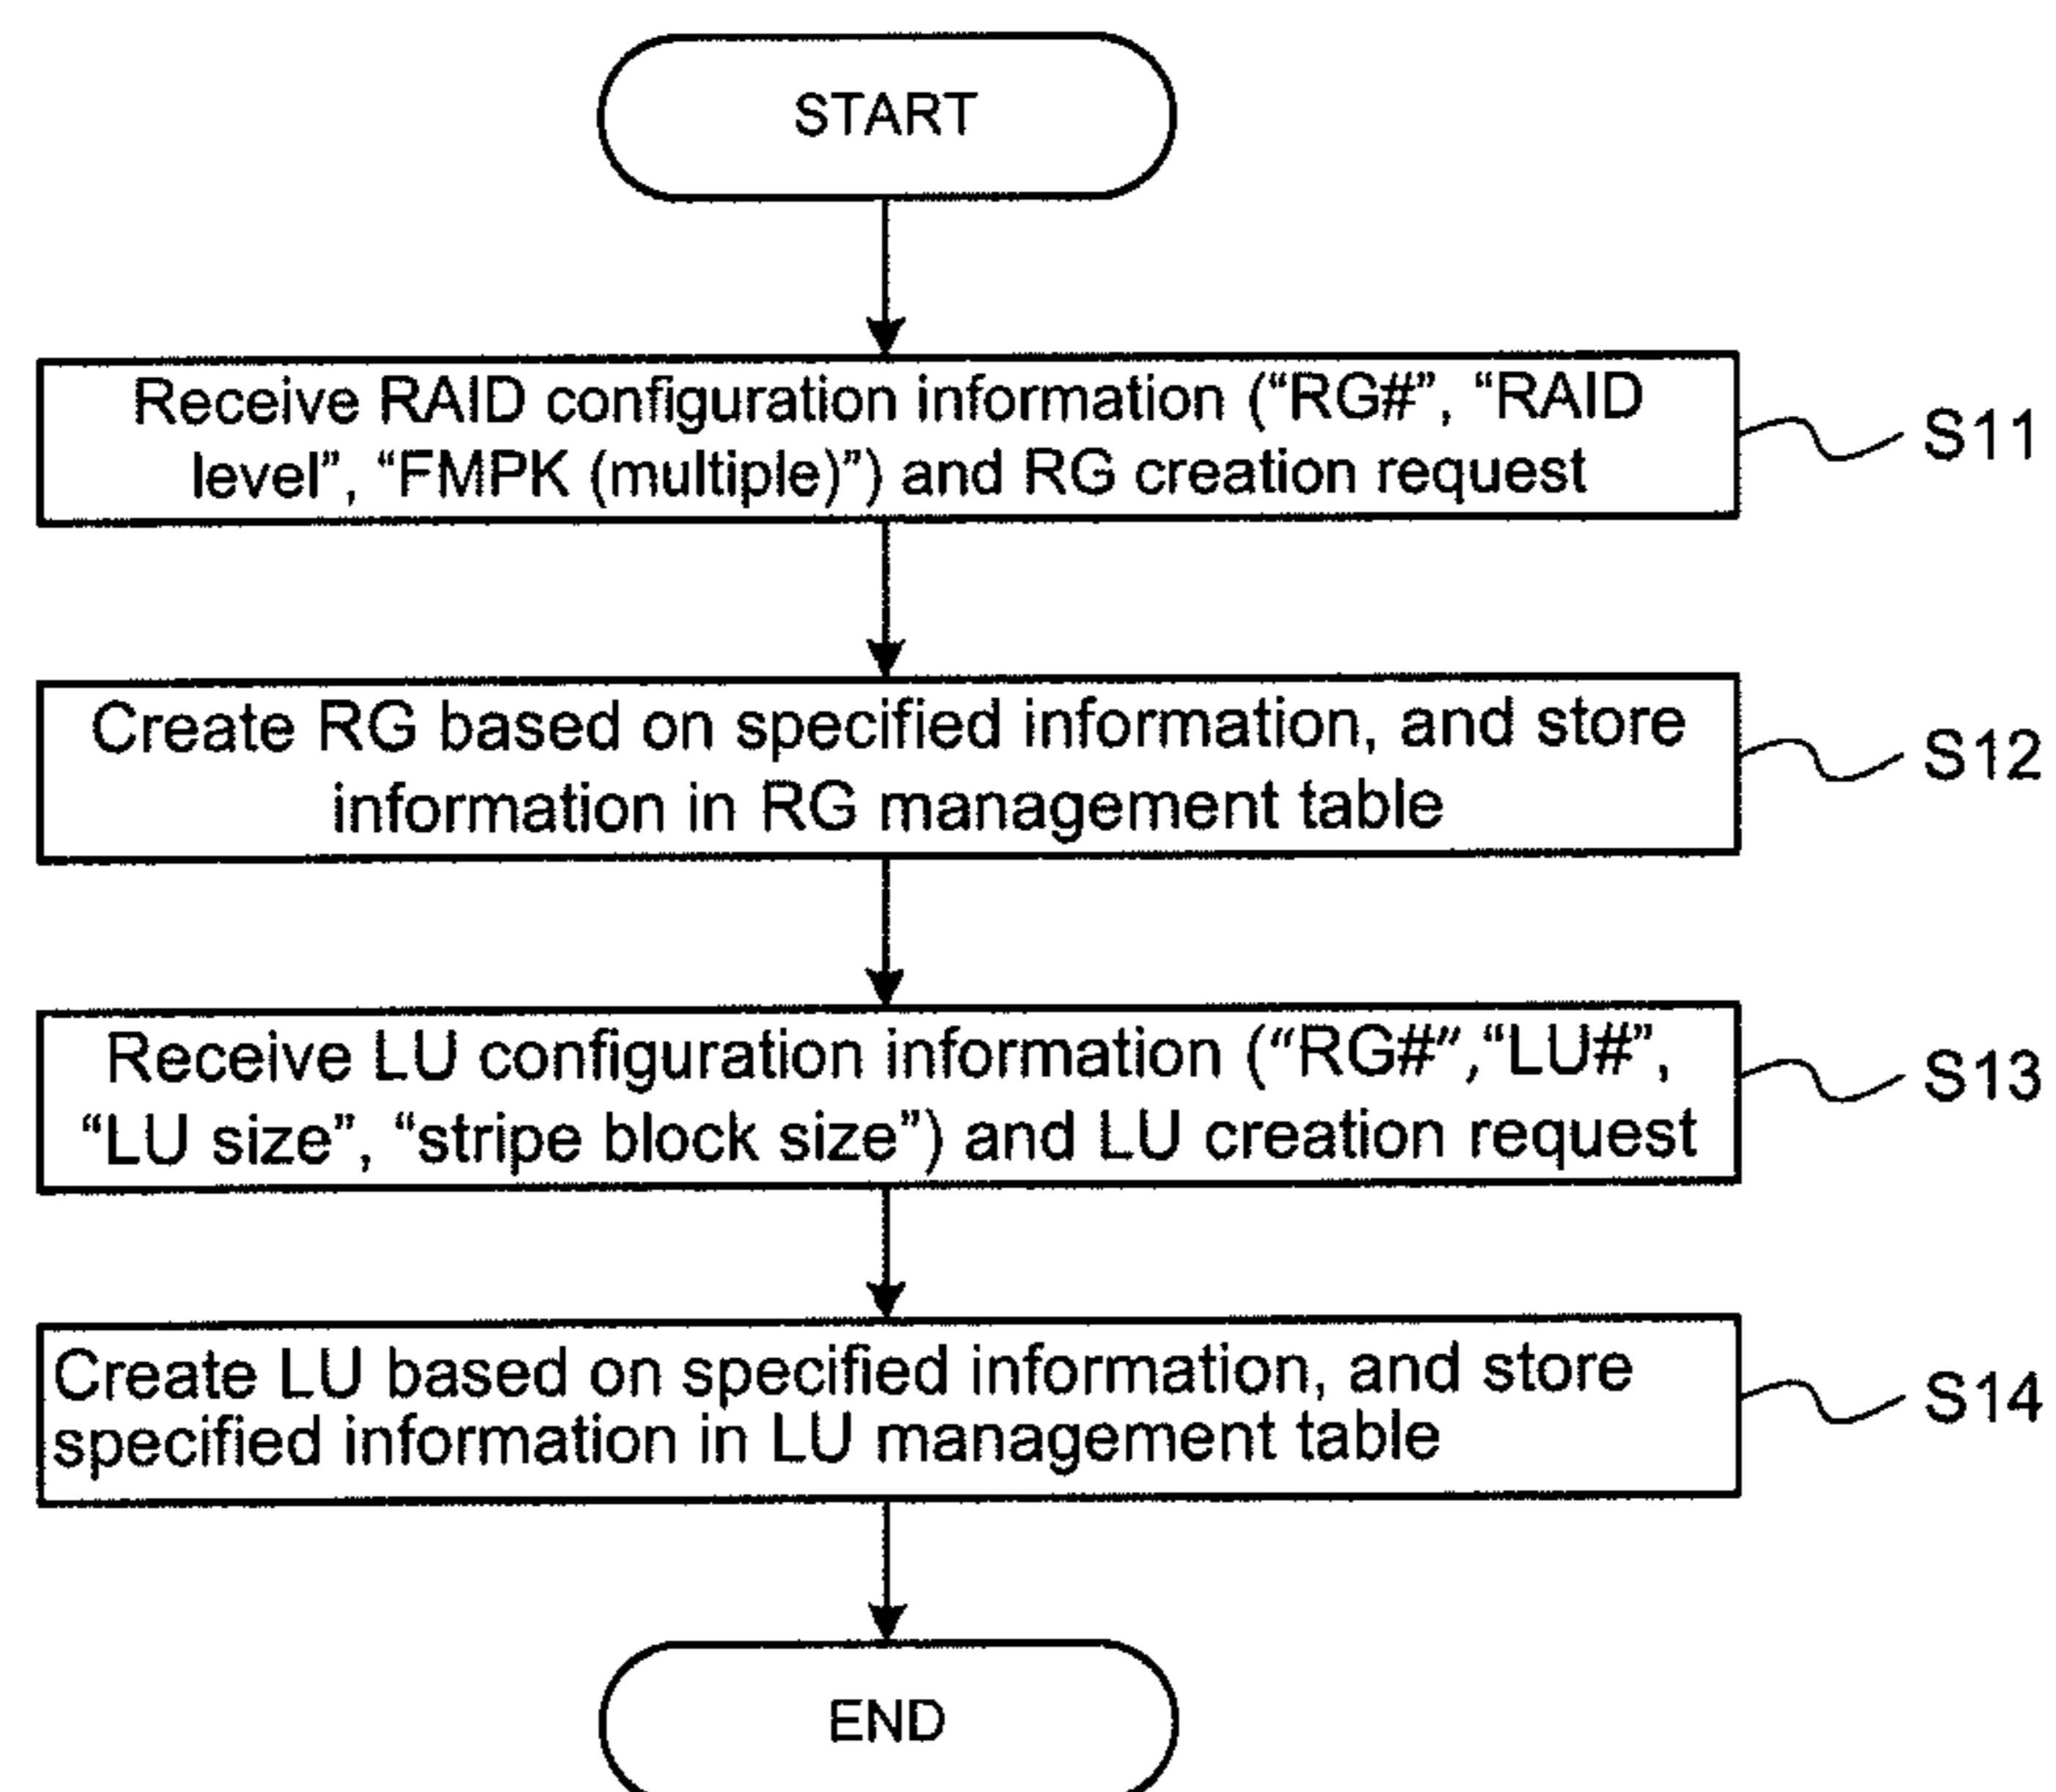 START
Receive RAID configuration information (“RG#”, “RAID
level”, “FMPK (multiple)”) and RG creation request
S11
Create RG based on specified information, and store
information in RG management table
S12
Receive LU configuration information (“RG#”,“LU#”,
“LU size”, “stripe block size”) and LU creation request
S13
Create LU based on specified information, and store
specified information in LU management table
S14
END